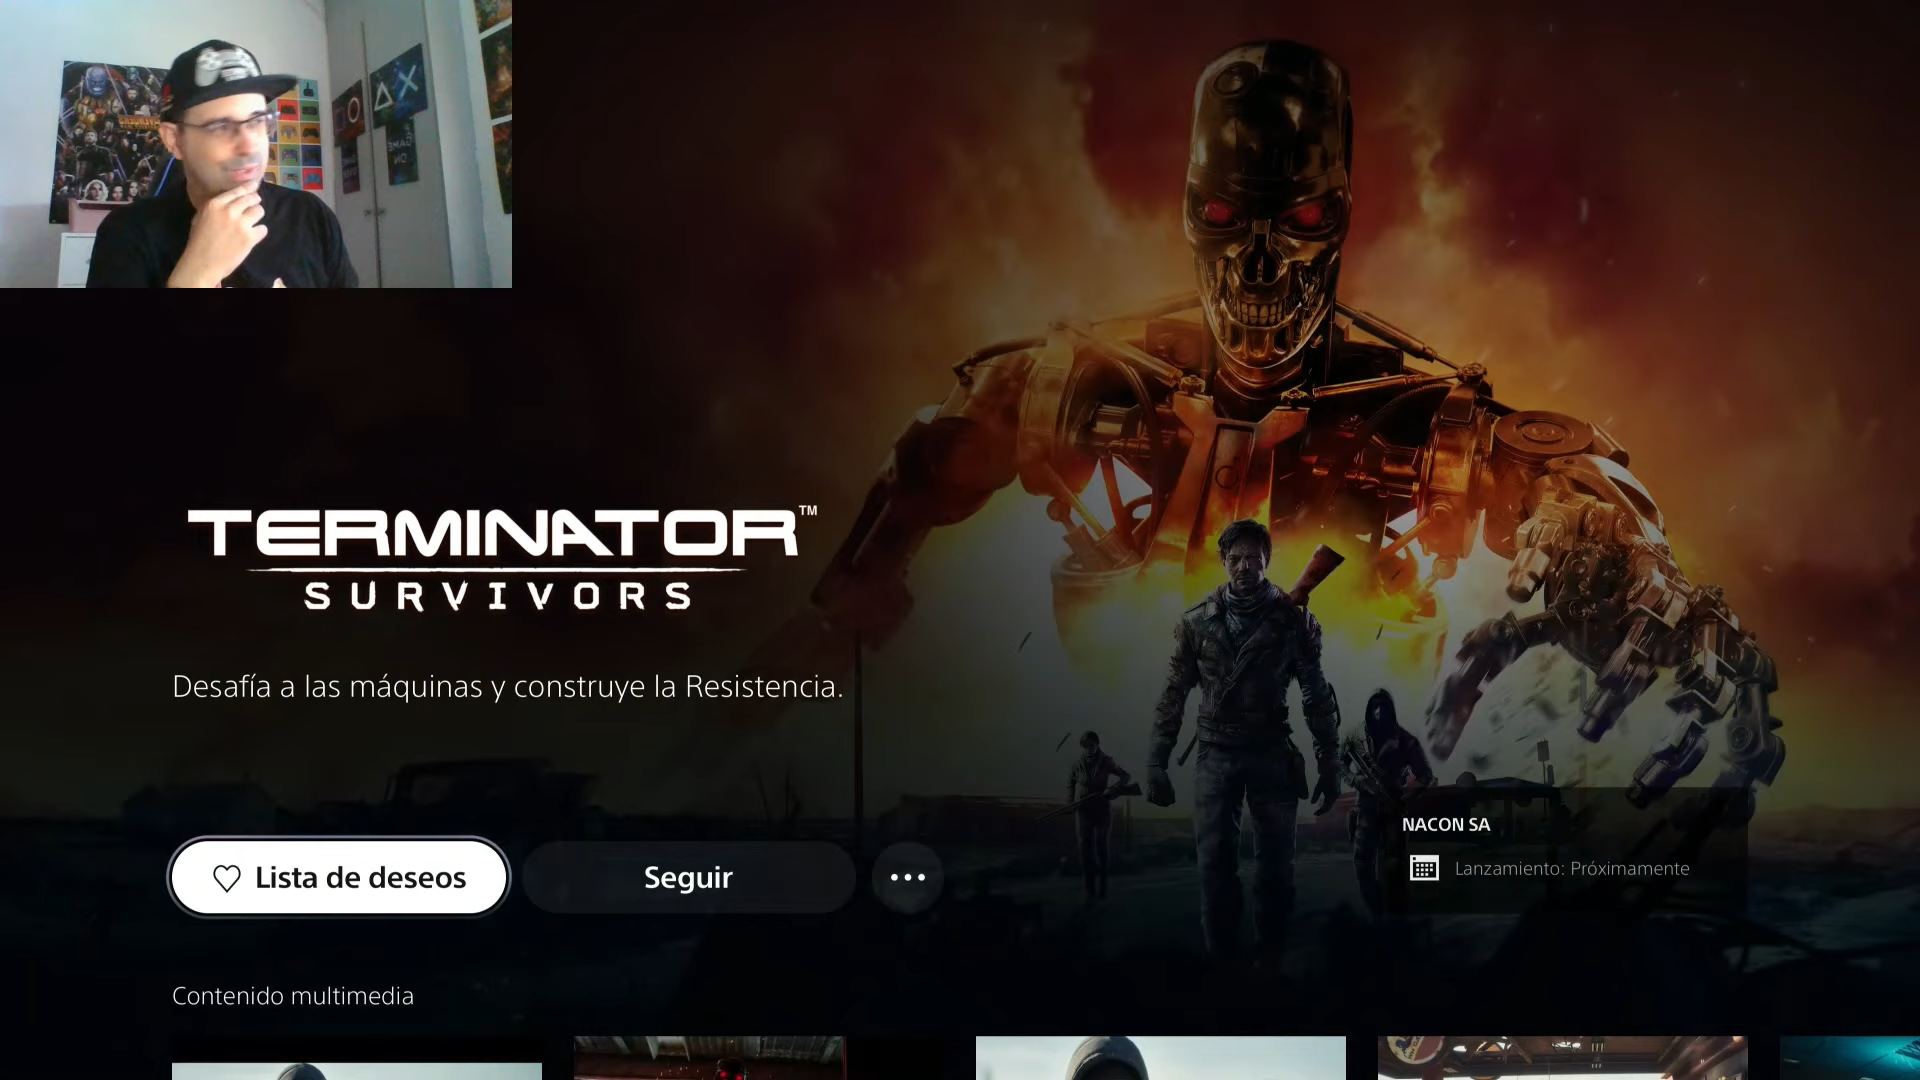 TERMINATOR™
SURVIVORS
Desafía a las máquinas y construye la Resistencia.
Lista de deseos
Seguir
NACON SA
Lanzamiento: Próximamente
Contenido multimedia